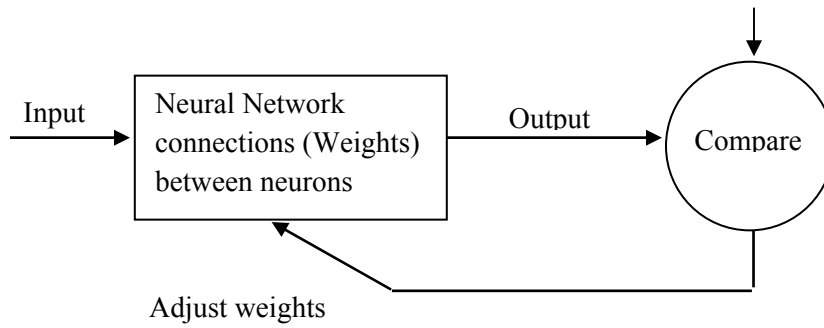 Input
Neural Network
connections (Weights)
between neurons
Output
Compare
Adjust weights